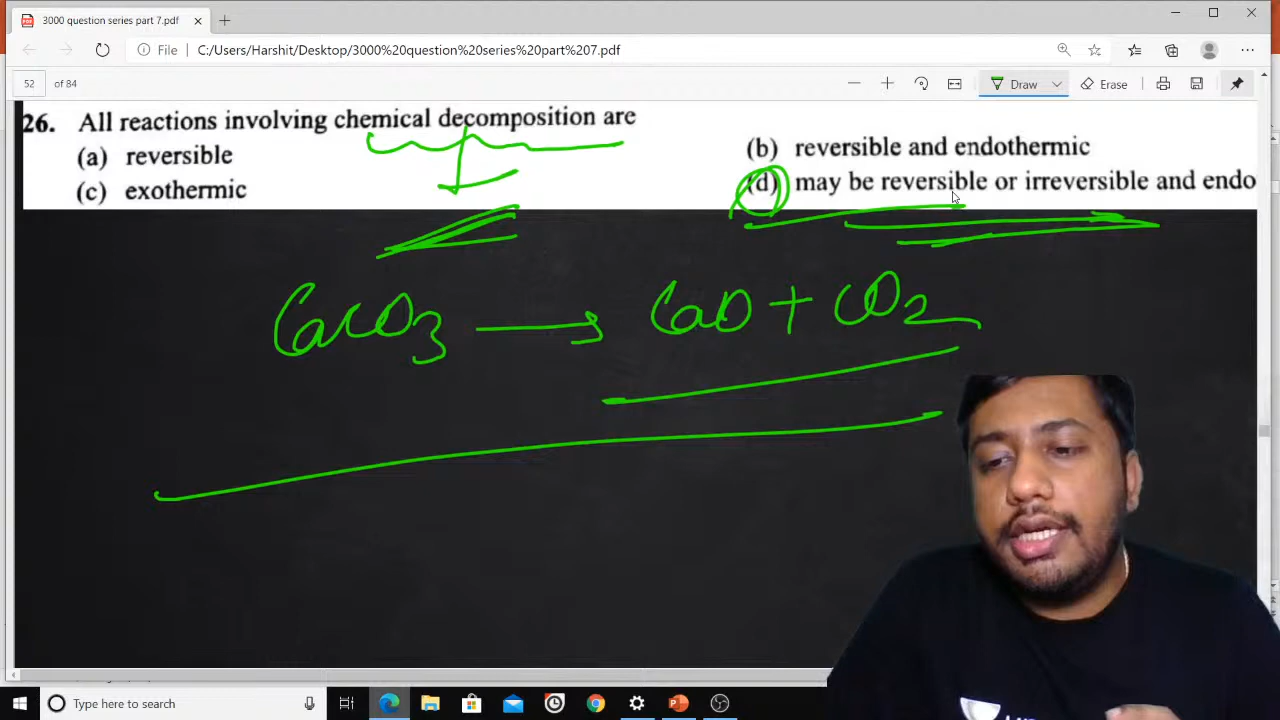 3000 question series part 7.pdf
File C:/Users/Harshit/Desktop/3000%20question%20series%20part%207.pdf
52 of 84 Draw Erase
26. All reactions involving chemical decomposition are
(a) reversible
(b) reversible and endothermic
(c) exothermic
(d) may be reversible or irreversible and endo
CaCO3 → CaO + CO2
Type here to search